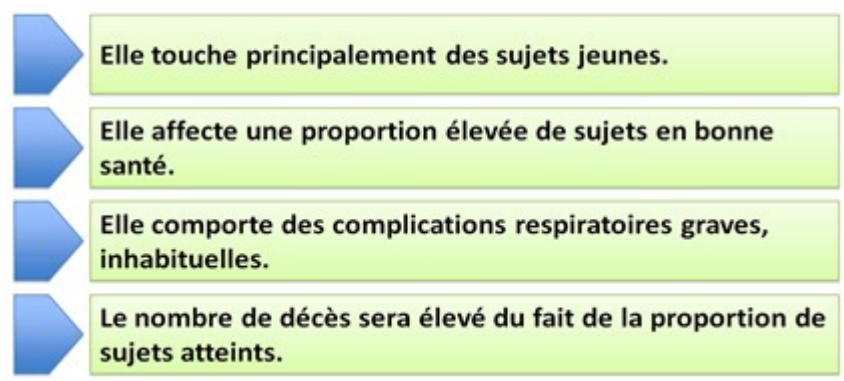 Elle touche principalement des sujets jeunes.
Elle affecte une proportion élevée de sujets en bonne
santé.
Elle comporte des complications respiratoires graves,
inhabituelles.
Le nombre de décès sera élevé du fait de la proportion de
sujets atteints.